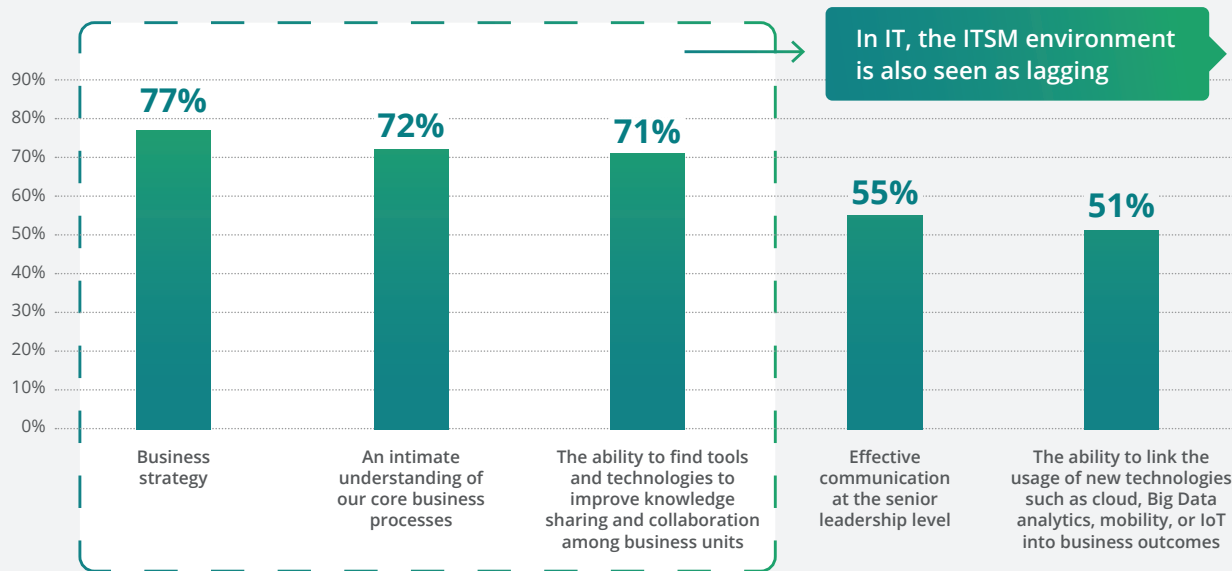 In IT, the ITSM environment
is also seen as lagging
90%
80%
70%
60%
50%
40%
30%
20%
10%
0%
77%
72%
71%
55%
51%
Business
strategy
An intimate
understanding of
our core business
processes
The ability to find tools
and technologies to
improve knowledge
sharing and collaboration
among business units
Effective
communication
at the senior
leadership level
The ability to link the
usage of new technologies
such as cloud, Big Data
analytics, mobility, or IoT
into business outcomes